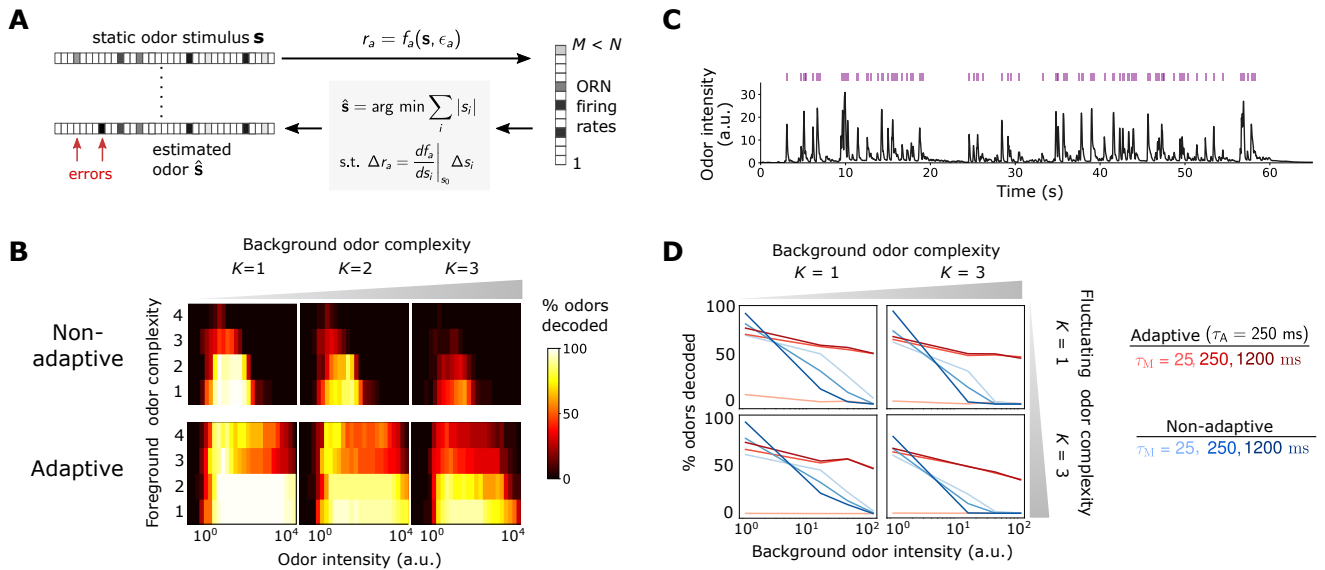 A
static odor stimulus s
r_a = f_a(s, ϵ_a)
M < N
ORN
firing
rates
1
ŝ = arg min ∑_i |s_i|
s.t. Δr_a = df_a/ds_i |_{s_0} Δs_i
estimated
odor ŝ
errors
B
Background odor complexity
K=1 K=2 K=3
Non-
adaptive
Adaptive
Foreground odor complexity
4
3
2
1
4
3
2
1
10^0 10^4 10^0 10^4 10^0 10^4
Odor intensity (a.u.)
% odors
decoded
100
50
0
C
Odor intensity
(a.u.)
30
20
10
0
0 10 20 30 40 50 60
Time (s)
D
Background odor complexity
K = 1 K = 3
% odors decoded
100
50
0
100
50
0
10^0 10^1 10^2 10^0 10^1 10^2
Background odor intensity (a.u.)
Fluctuating odor complexity
K = 1
K = 3
Adaptive (τ_A = 250 ms)
τ_M = 25, 250, 1200 ms
Non-adaptive
τ_M = 25, 250, 1200 ms